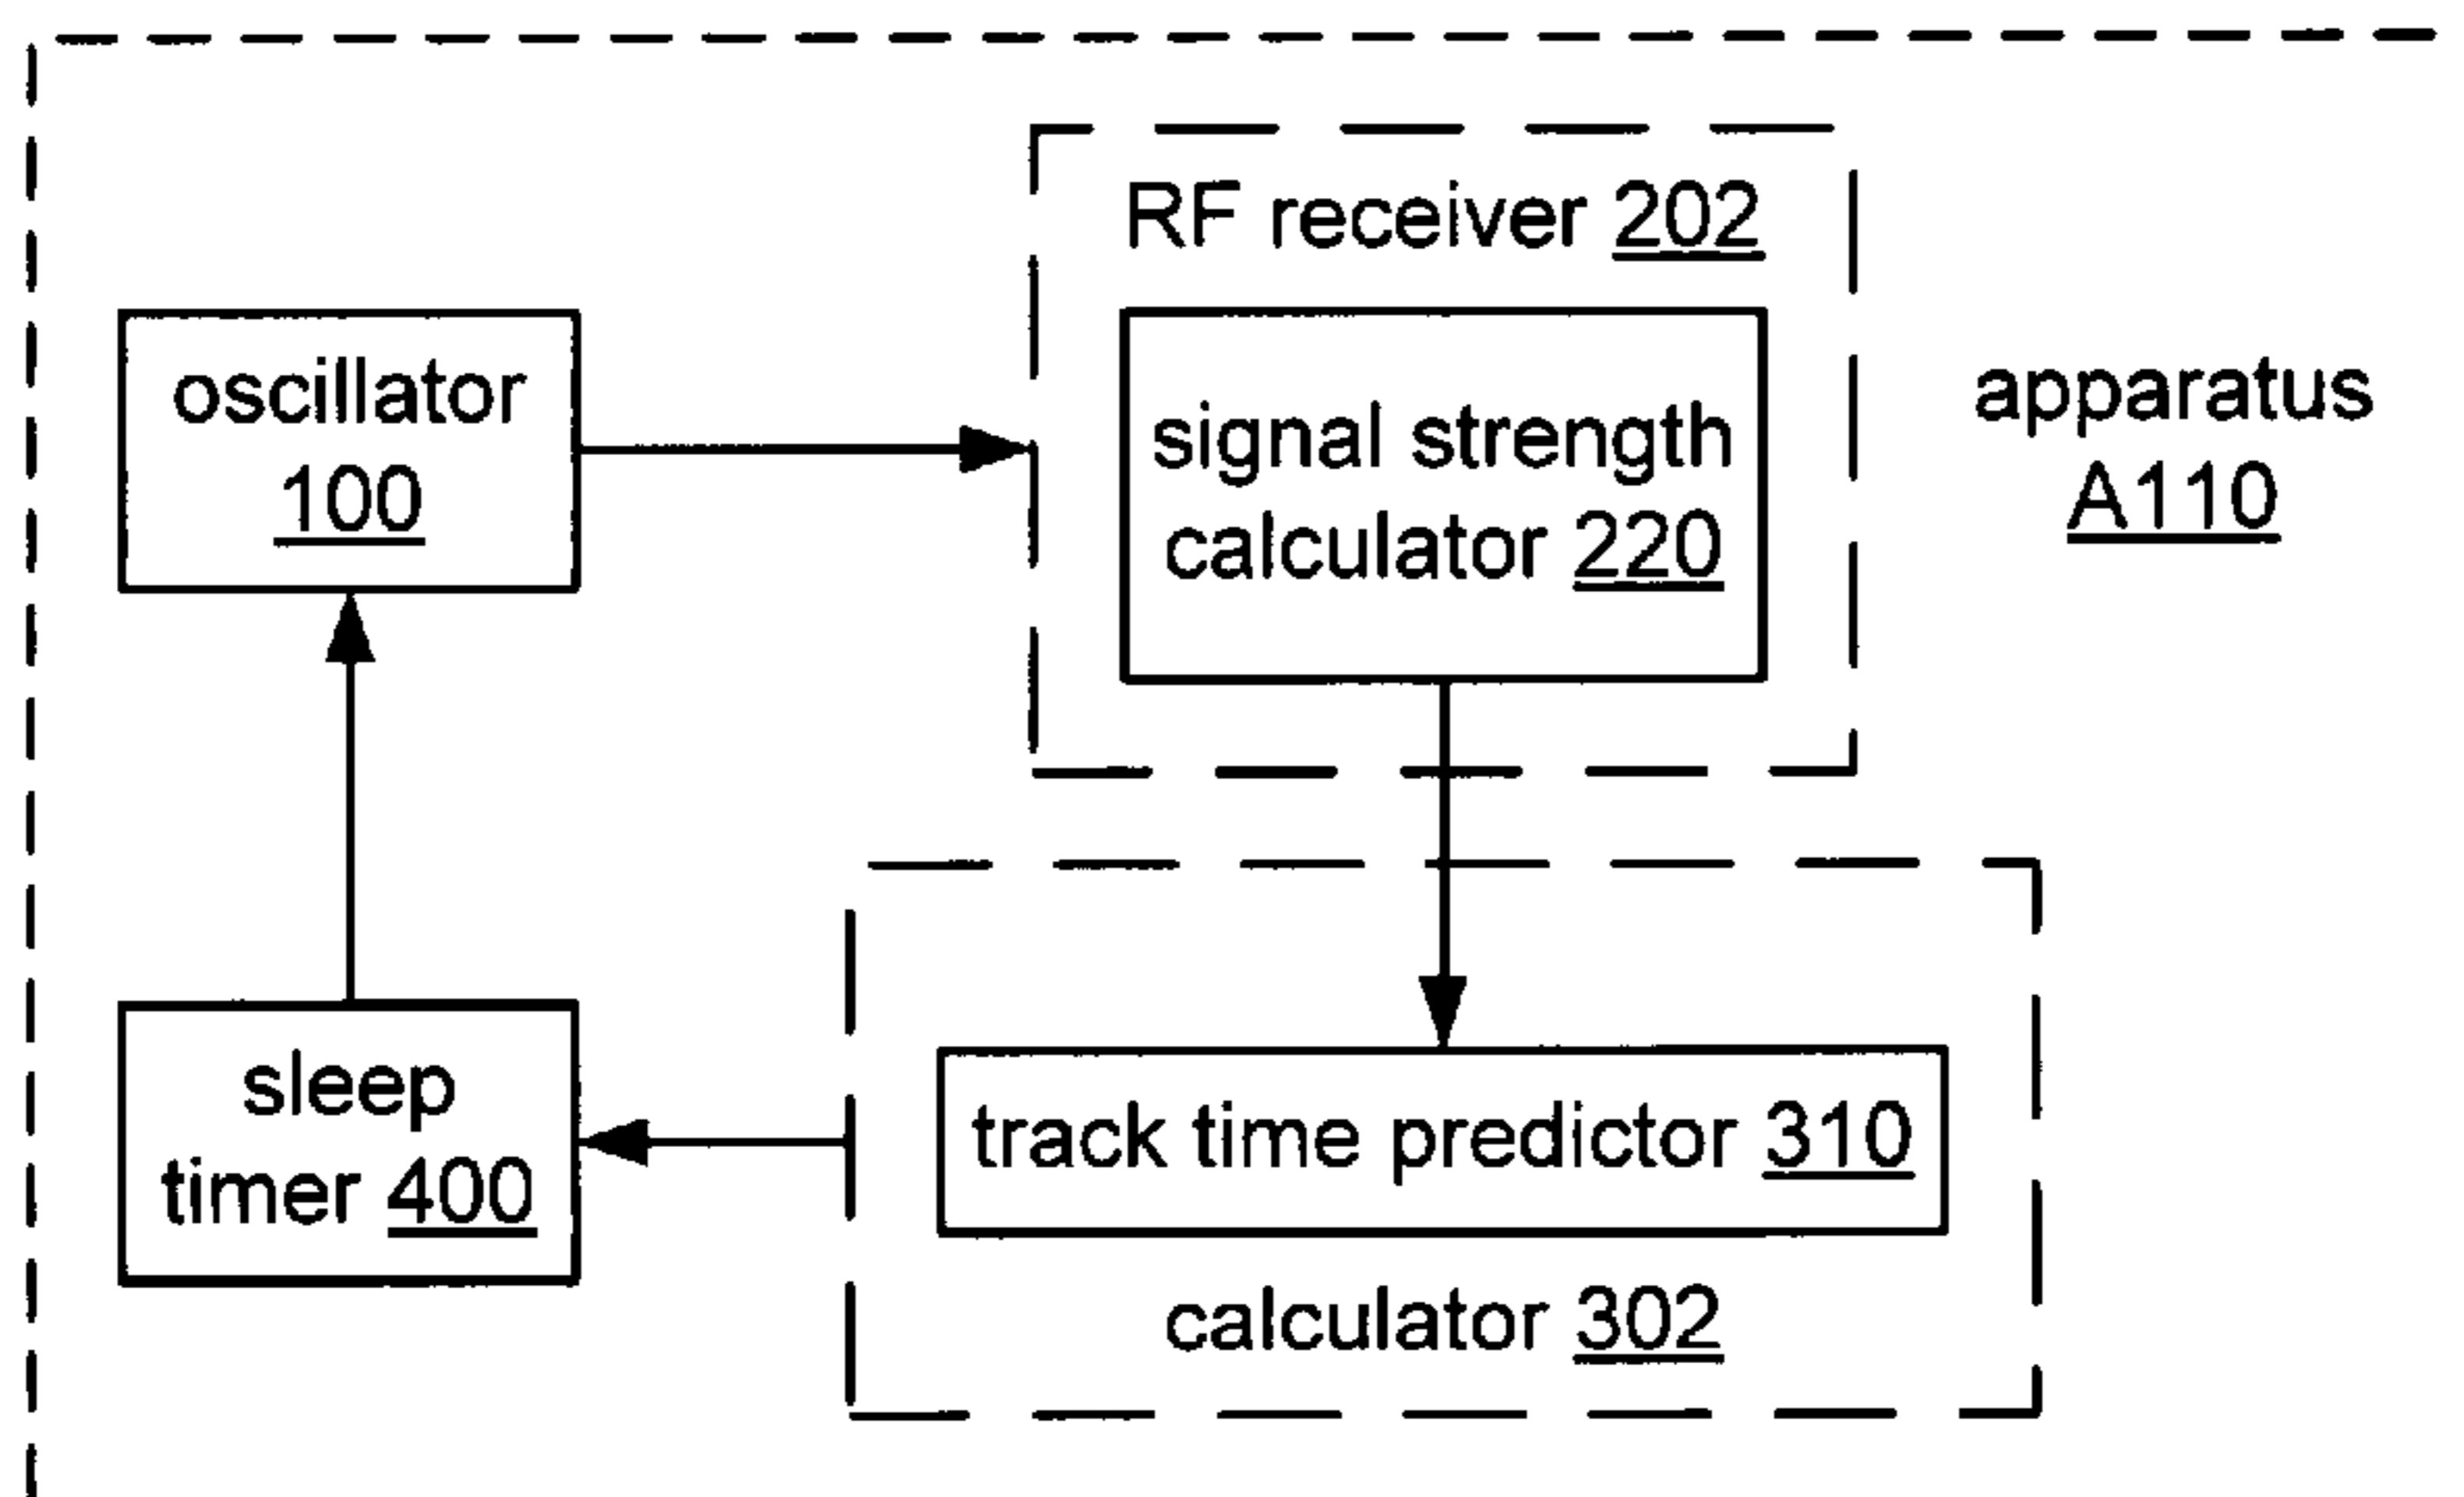 RF receiver 202
oscillator
100
signal strength
calculator 220
apparatus
A110
sleep
timer 400
track time predictor 310
calculator 302